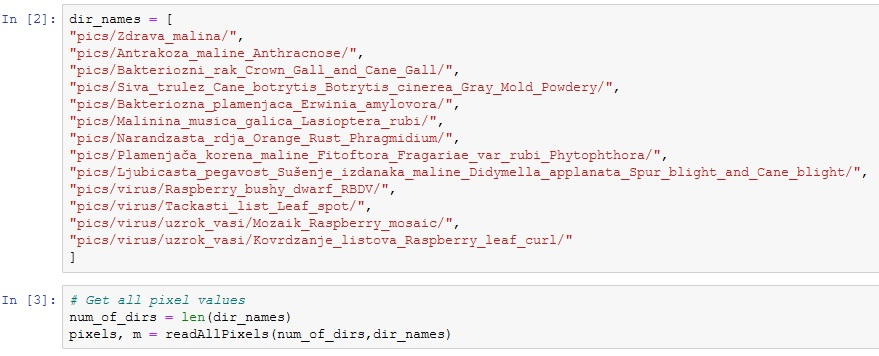 In [2]: dir_names = [
"pics/Zdrava_malina/",
"pics/Antrakoza_maline_Anthracnose/",
"pics/Bakteriozni_rak_Crown_Gall_and_Cane_Gall/",
"pics/Siva_trulez_Cane_botrytis_Botrytis_cinerea_Gray_Mold_Powdery/",
"pics/Bakteriozna_plamenjaca_Erwinia_amylovora/",
"pics/Malinina_musica_galica_Lasioptera_rubi/",
"pics/Narandzasta_rdja_Orange_Rust_Phragmidium/",
"pics/Plamenjača_korena_maline_Fitoftora_Fragariae_var_rubi_Phytophthora/",
"pics/Ljubicasta_pegavost_Sušenje_izdanaka_maline_Didymella_applanata_Spur_blight_and_Cane_blight/",
"pics/virus/Raspberry_bushy_dwarf_RBDV/",
"pics/virus/Tackasti_list_Leaf_spot/",
"pics/virus/uzrok_vasi/Mozaik_Raspberry_mosaic/",
"pics/virus/uzrok_vasi/Kovrdzanje_listova_Raspberry_leaf_curl/"
]
In [3]: # Get all pixel values
num_of_dirs = len(dir_names)
pixels, m = readAllPixels(num_of_dirs,dir_names)